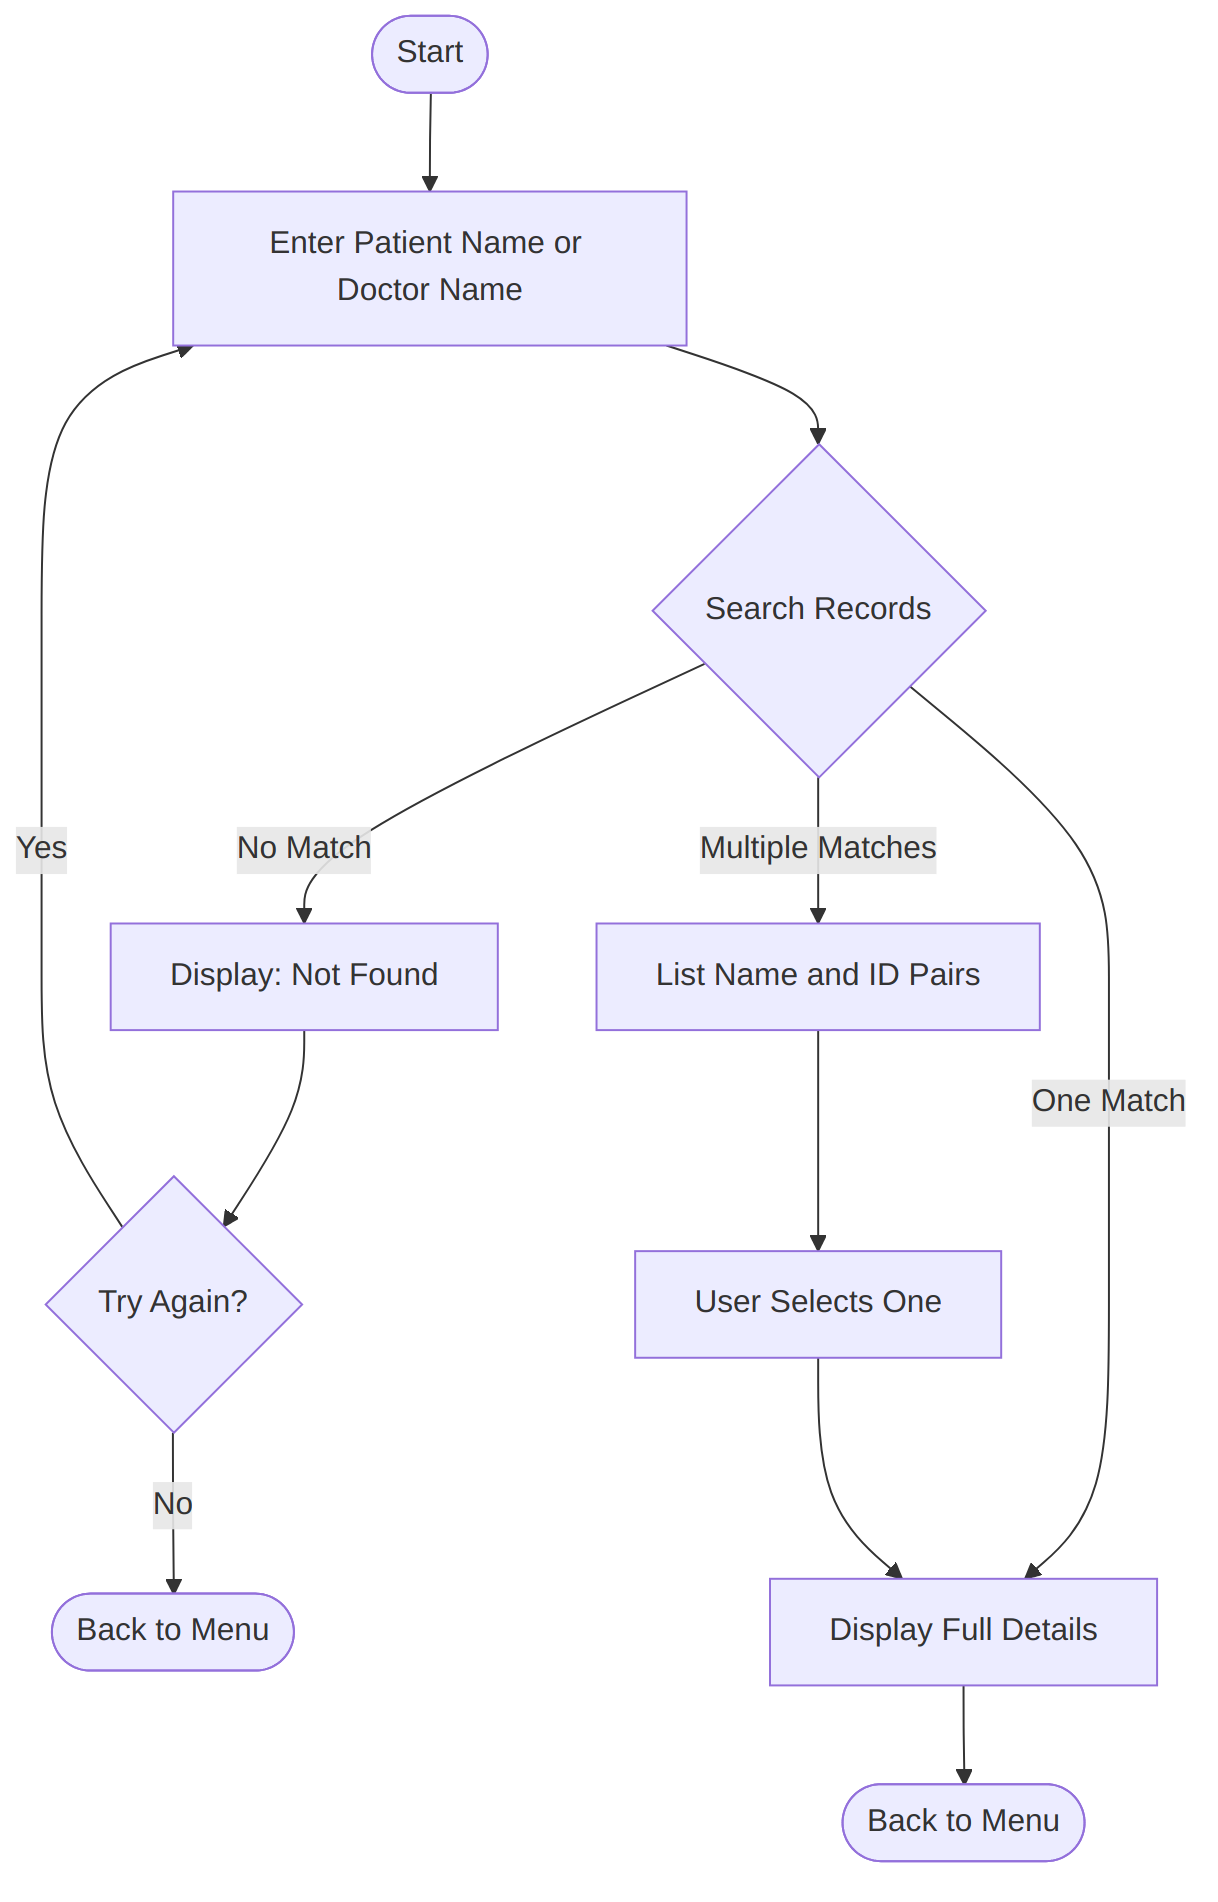 Start
Enter Patient Name or
Doctor Name
Search Records
Yes
No Match
Multiple Matches
Display: Not Found
List Name and ID Pairs
One Match
Try Again?
User Selects One
No
Back to Menu
Display Full Details
Back to Menu